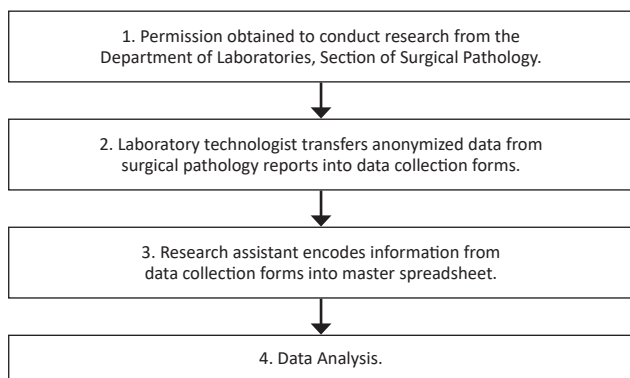 1. Permission obtained to conduct research from the
Department of Laboratories, Section of Surgical Pathology.
2. Laboratory technologist transfers anonymized data from
surgical pathology reports into data collection forms.
3. Research assistant encodes information from
data collection forms into master spreadsheet.
4. Data Analysis.